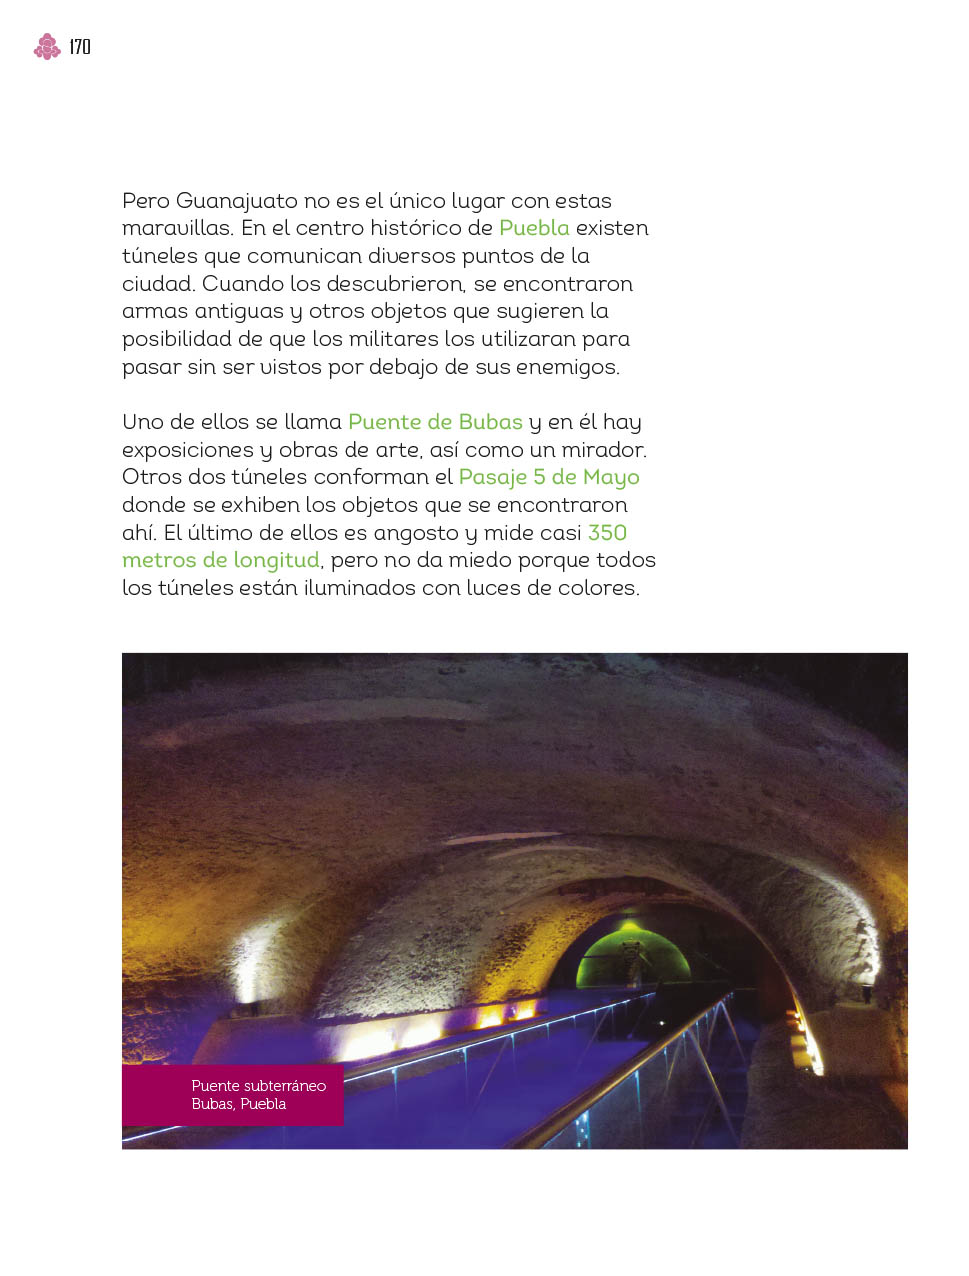 170
Pero Guanajuato no es el único lugar con estas
maravillas. En el centro histórico de Puebla existen
túneles que comunican diversos puntos de la
ciudad. Cuando los descubrieron, se encontraron
armas antiguas y otros objetos que sugieren la
posibilidad de que los militares los utilizaran para
pasar sin ser vistos por debajo de sus enemigos.
Uno de ellos se llama Puente de Bubas y en él hay
exposiciones y obras de arte, así como un mirador.
Otros dos túneles conforman el Pasaje 5 de Mayo
donde se exhiben los objetos que se encontraron
ahí. El último de ellos es angosto y mide casi 350
metros de longitud, pero no da miedo porque todos
los túneles están iluminados con luces de colores.
Puente subterráneo
Bubas, Puebla